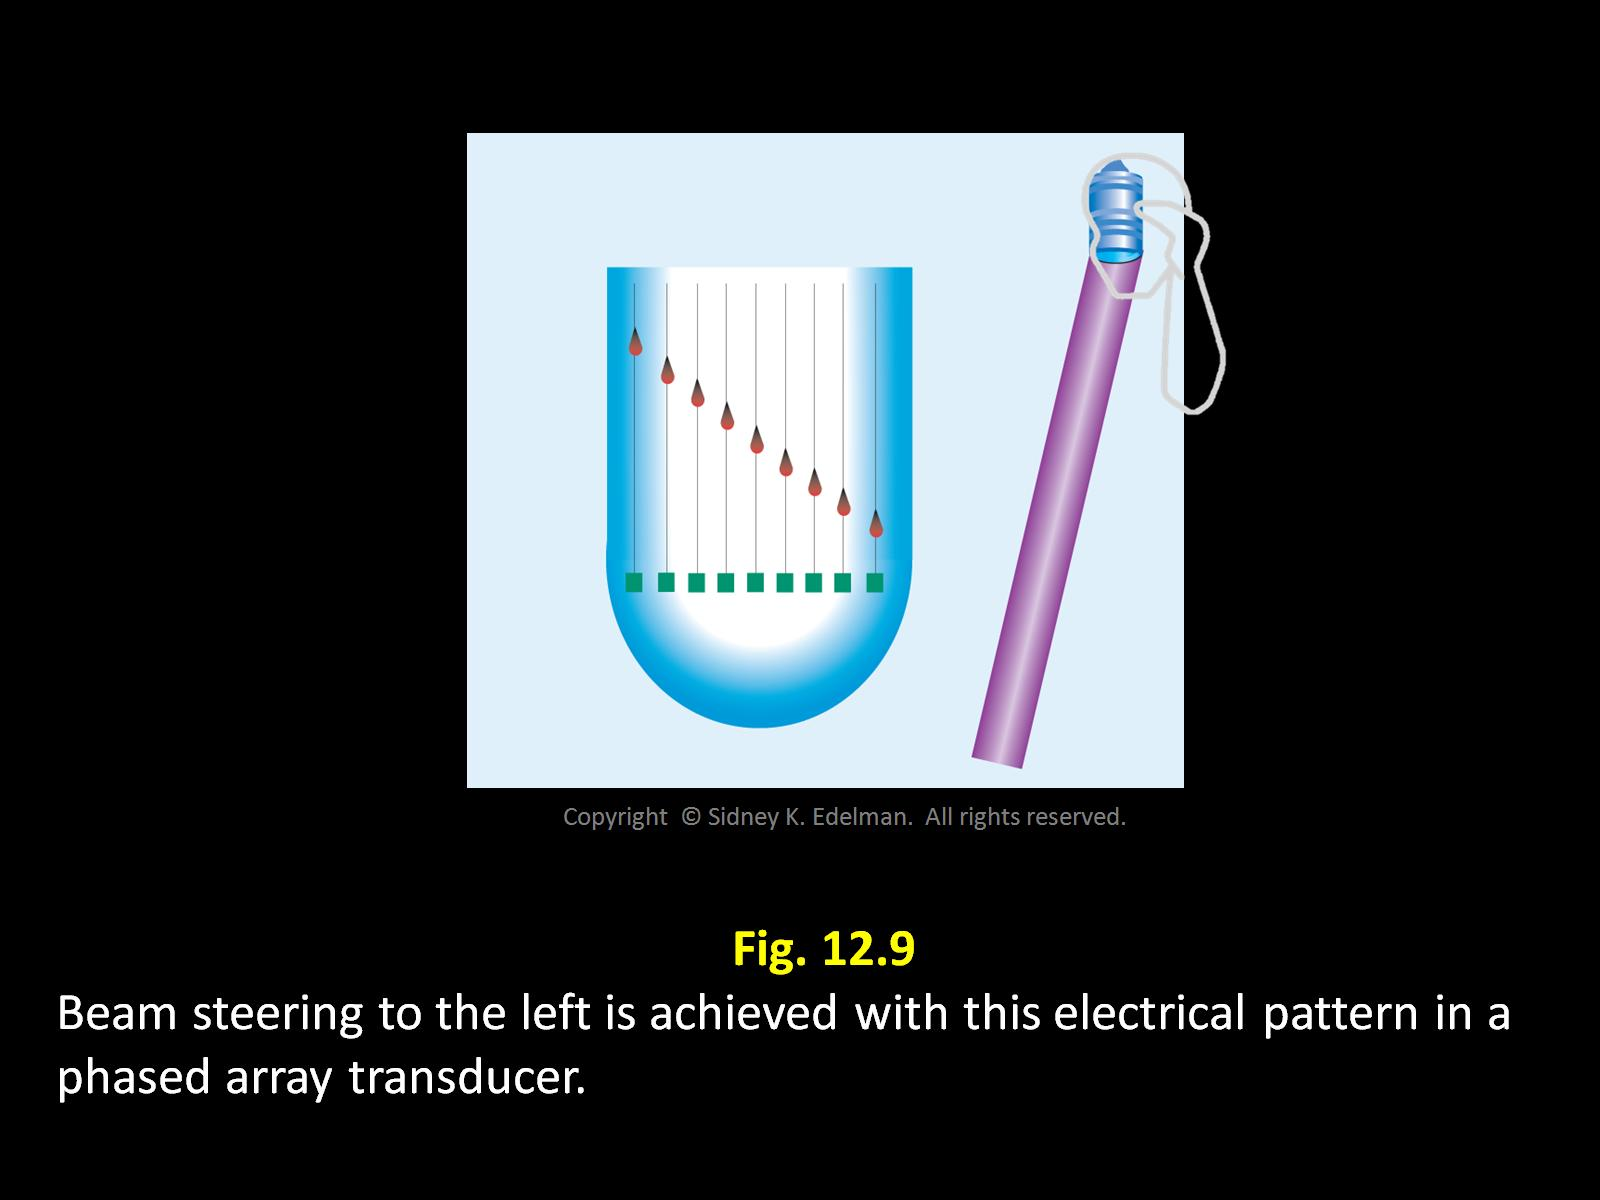 Copyright © Sidney K. Edelman. All rights reserved.
Fig. 12.9
Beam steering to the left is achieved with this electrical pattern in a
phased array transducer.